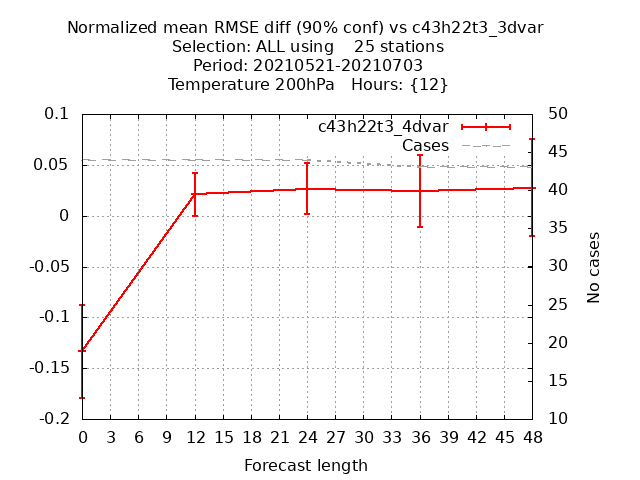 Normalized mean RMSE diff (90% conf) vs c43h22t3_3dvar
Selection: ALL using    25 stations
Period: 20210521-20210703
Temperature 200hPa   Hours: {12}
c43h22t3_4dvar
Cases
0.1
0.05
0
-0.05
-0.1
-0.15
-0.2
50
45
40
35
30
25
20
15
10
No cases
0 3 6 9 12 15 18 21 24 27 30 33 36 39 42 45 48
Forecast length